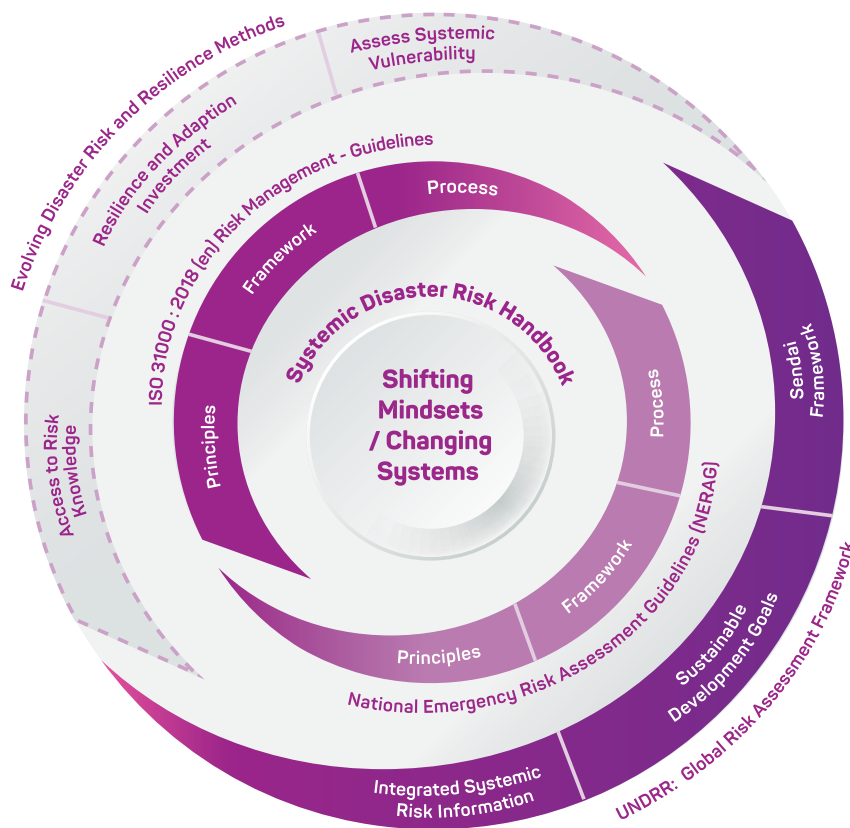 Evolving Disaster Risk and Resilience Methods
Assess Systemic
Vulnerability
Resilience and Adaption
Investment
Access to Risk
Knowledge
ISO 31000 : 2018 (en) Risk Management - Guidelines
Process
Framework
Principles
Systemic Disaster Risk Handbook
Shifting
Mindsets
/ Changing
Systems
Process
Framework
Principles
National Emergency Risk Assessment Guidelines (NERAG)
Sendai
Framework
Sustainable
Development Goals
Integrated Systemic
Risk Information
UNDRR: Global Risk Assessment Framework